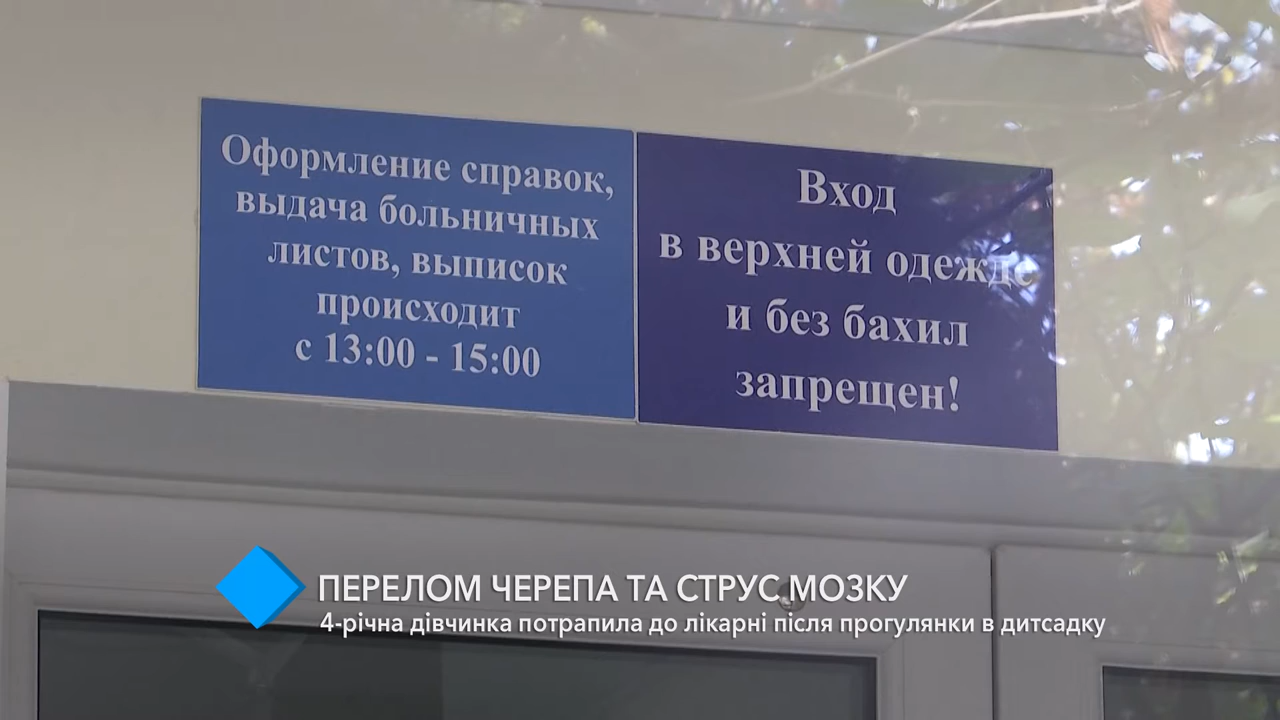 Оформление справок,
выдача больничных
листов, выписок
происходит
с 13:00 - 15:00
Вход
в верхней одежде
и без бахил
запрещен!
ПЕРЕЛОМ ЧЕРЕПА ТА СТРУС МОЗКУ
4-річна дівчинка потрапила до лікарні після прогулянки в дитсадку